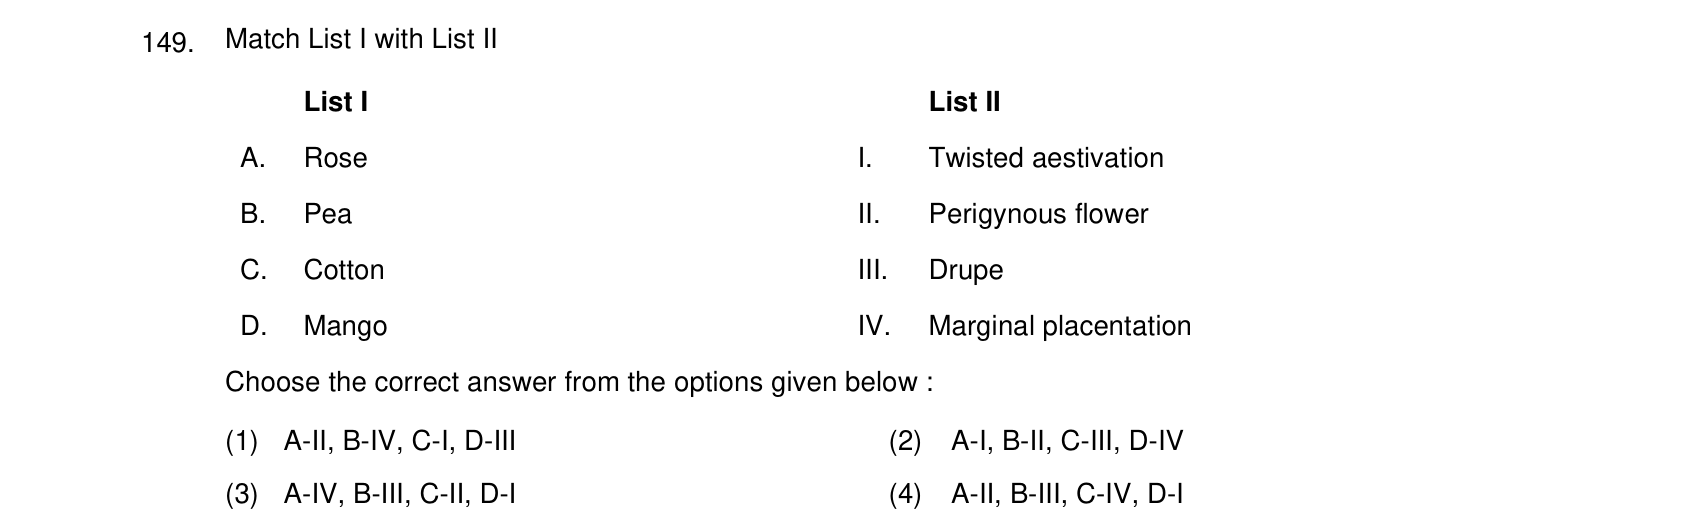 149. Match List I with List II
List I List II
A. Rose I. Twisted aestivation
B. Pea II. Perigynous flower
C. Cotton III. Drupe
D. Mango IV. Marginal placentation
Choose the correct answer from the options given below :
(1) A-II, B-IV, C-I, D-III (2) A-I, B-II, C-III, D-IV
(3) A-IV, B-III, C-II, D-I (4) A-II, B-III, C-IV, D-I